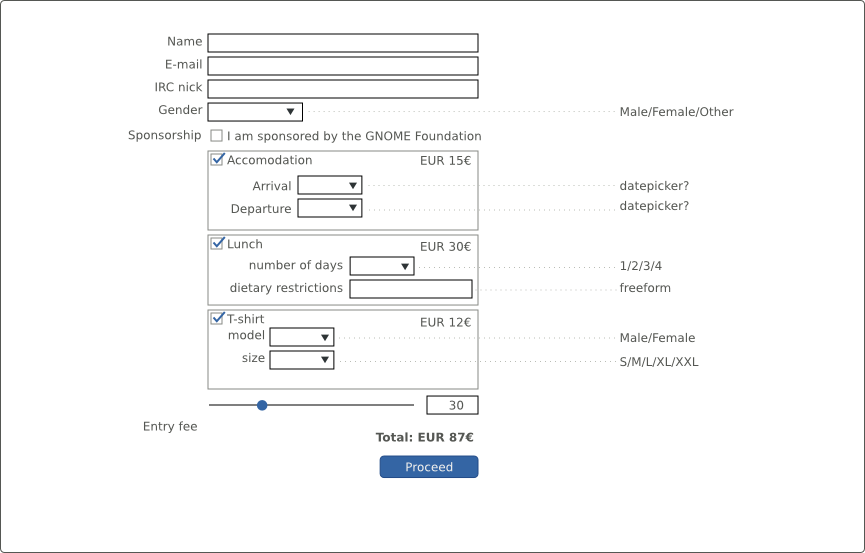 Name
E-mail
IRC nick
Gender
Male/Female/Other
Sponsorship I am sponsored by the GNOME Foundation
Accomodation EUR 15€
Arrival datepicker?
Departure datepicker?
Lunch EUR 30€
number of days 1/2/3/4
dietary restrictions freeform
T-shirt EUR 12€
model Male/Female
size S/M/L/XL/XXL
30
Entry fee
Total: EUR 87€
Proceed